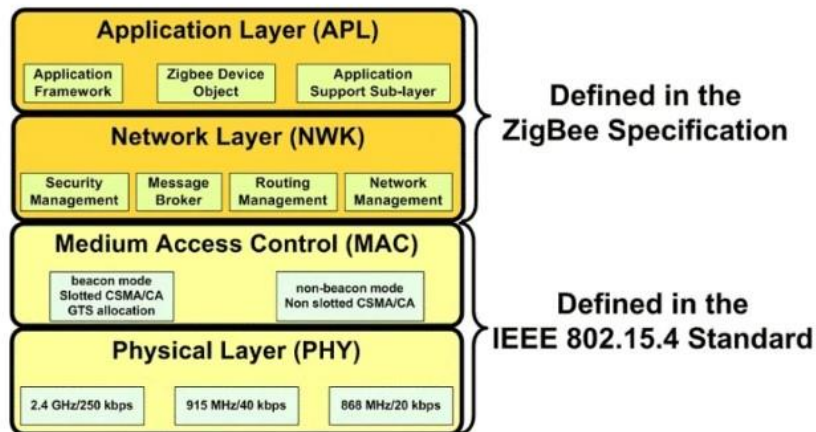 Application Layer (APL)
Application
Framework
Zigbee Device
Object
Application
Support Sub-layer
Defined in the
ZigBee Specification
Network Layer (NWK)
Security
Management
Message
Broker
Routing
Management
Network
Management
Medium Access Control (MAC)
beacon mode
Slotted CSMA/CA
GTS allocation
non-beacon mode
Non slotted CSMA/CA
Defined in the
IEEE 802.15.4 Standard
Physical Layer (PHY)
2.4 GHz/250 kbps
915 MHz/40 kbps
868 MHz/20 kbps